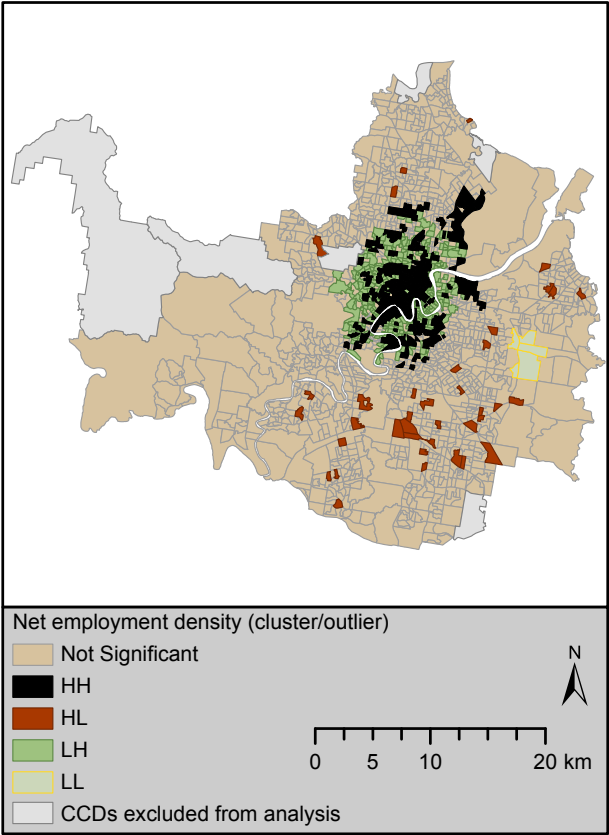 Net employment density (cluster/outlier)
Not Significant
HH
HL
LH
LL
CCDs excluded from analysis
N
0 5 10 20 km